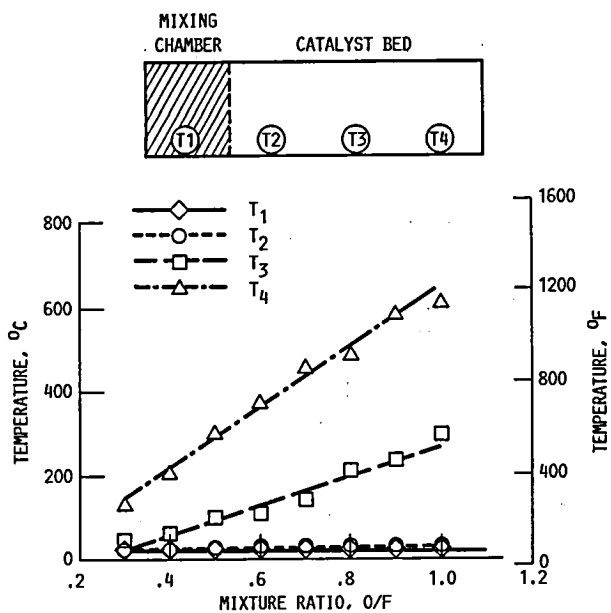 MIXING
CHAMBER
CATALYST BED
T1
T2
T3
T4
T1
T2
T3
T4
800
600
400
200
0
TEMPERATURE, °C
1600
1200
800
400
0
TEMPERATURE, °F
.2
.4
.6
.8
1.0
1.2
MIXTURE RATIO, O/F